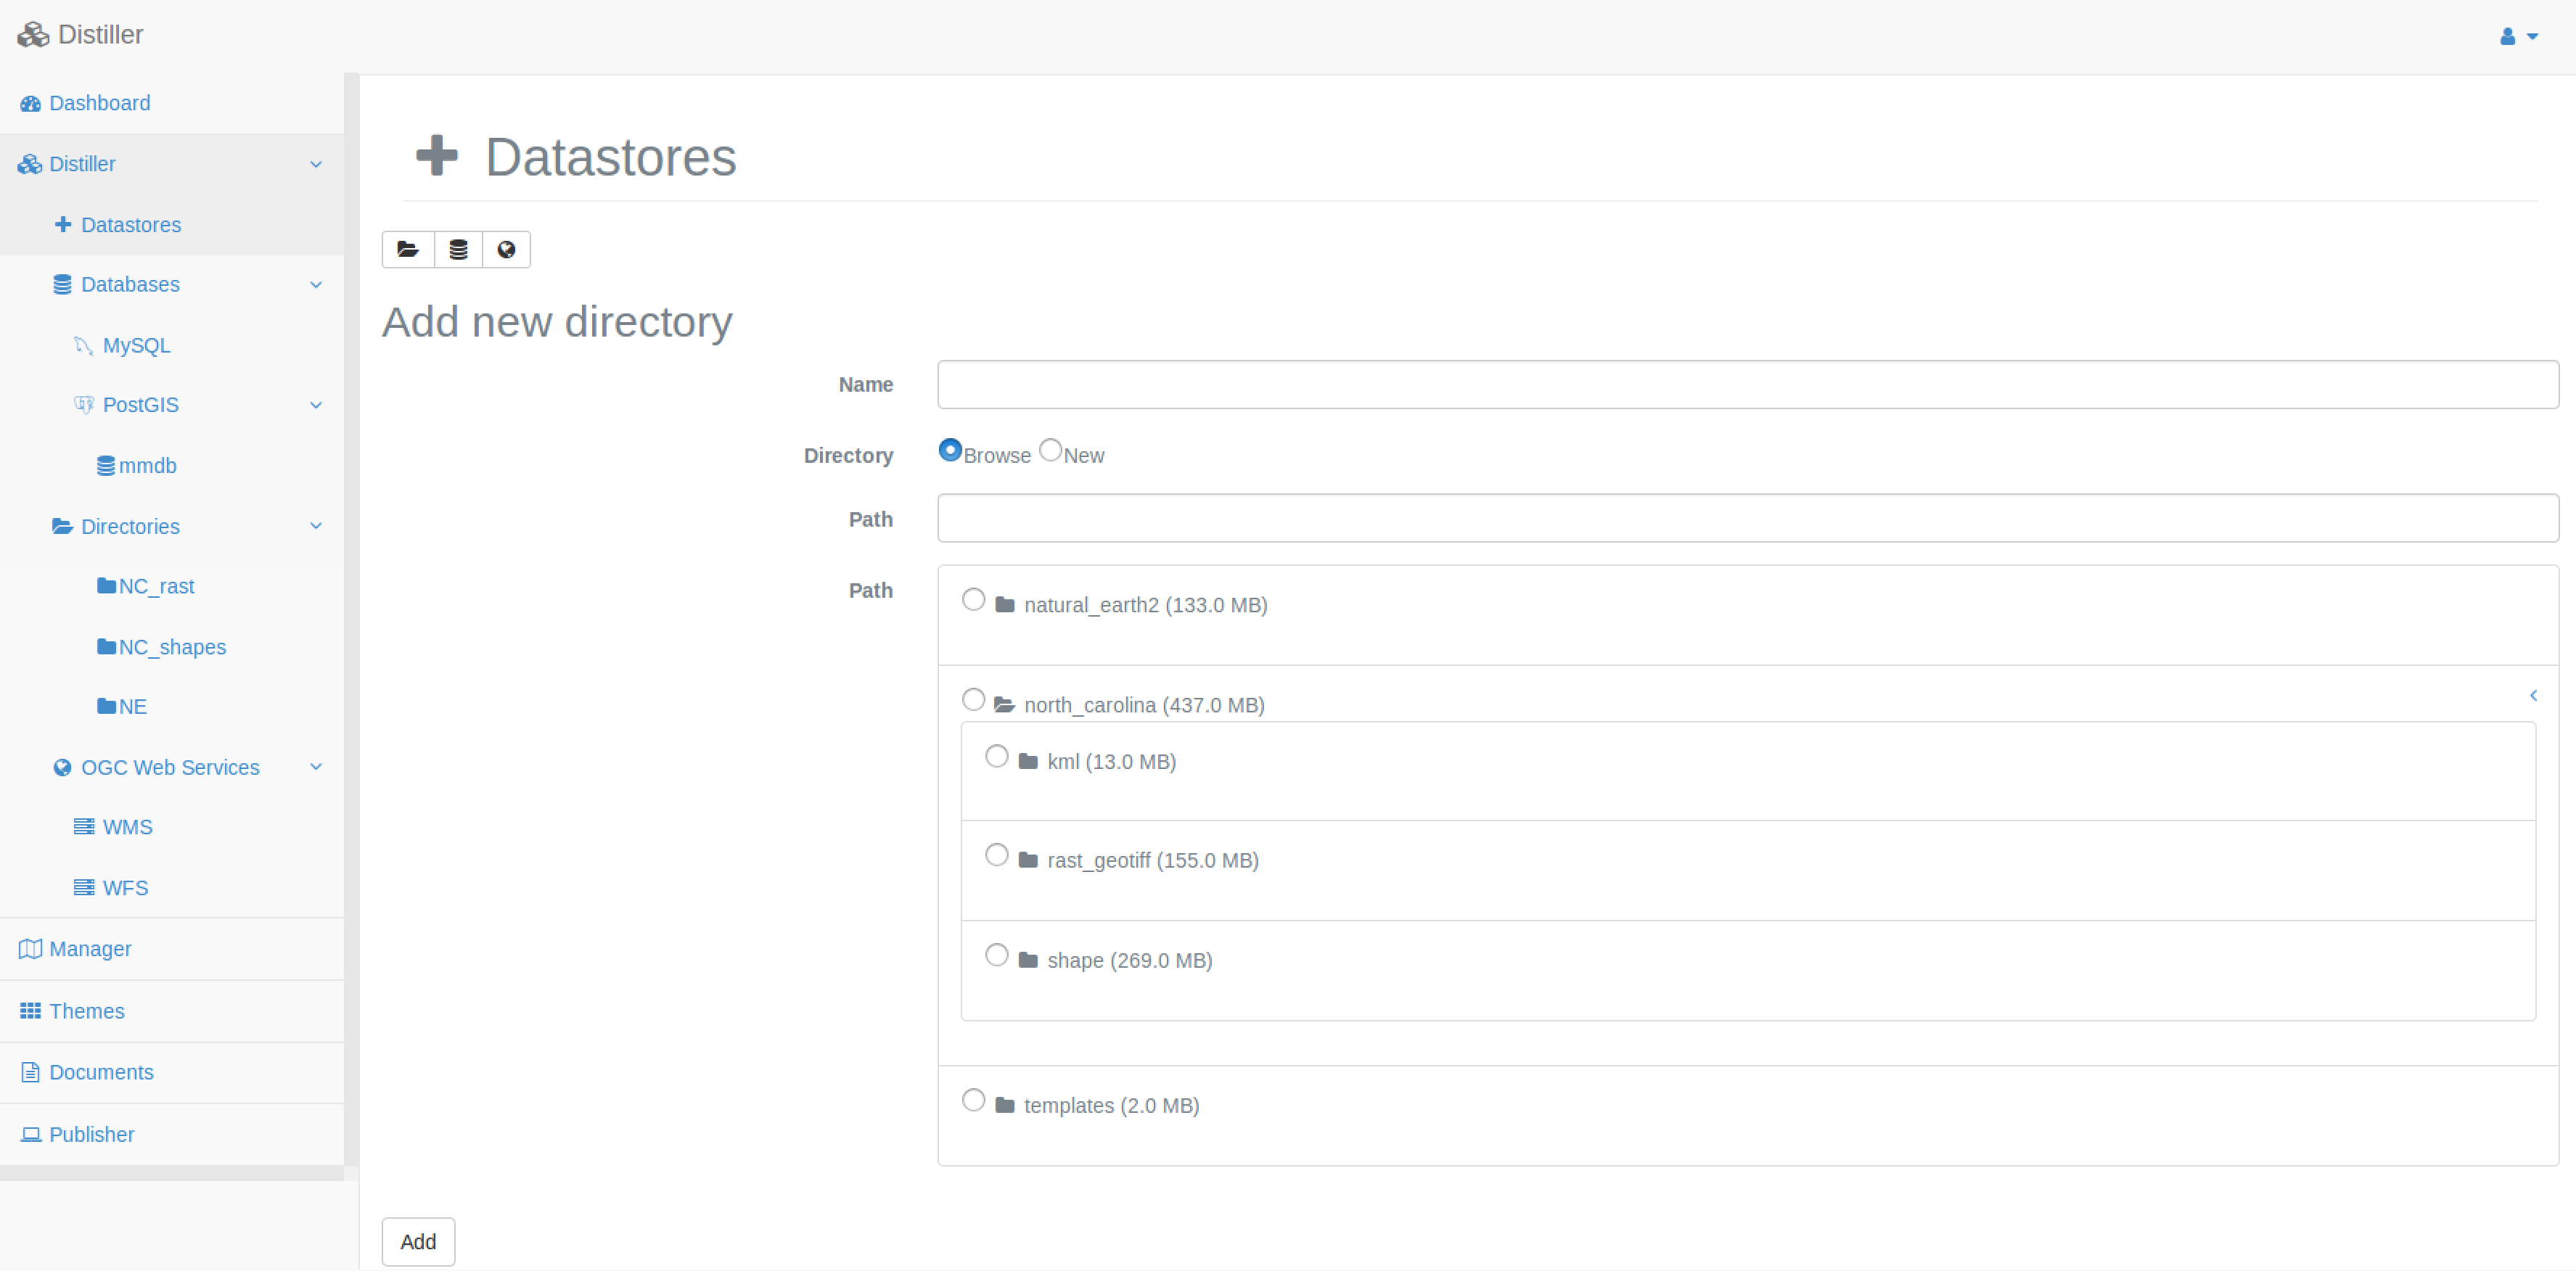 Distiller
Dashboard
Distiller
Datastores
Databases
MySQL
PostGIS
mmdb
Directories
NC_rast
NC_shapes
NE
OGC Web Services
WMS
WFS
Manager
Themes
Documents
Publisher
Datastores
Add new directory
Name
Directory Browse New
Path
Path
natural_earth2 (133.0 MB)
north_carolina (437.0 MB)
kml (13.0 MB)
rast_geotiff (155.0 MB)
shape (269.0 MB)
templates (2.0 MB)
Add